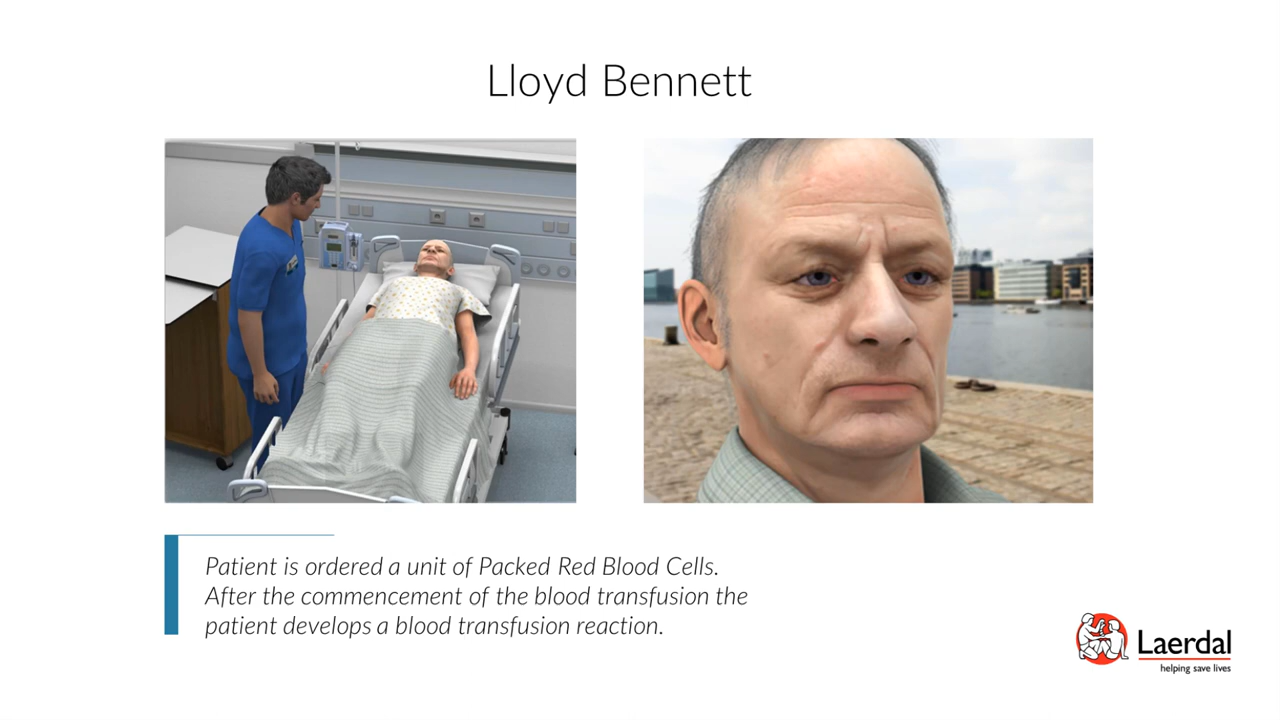 Lloyd Bennett
Patient is ordered a unit of Packed Red Blood Cells.
After the commencement of the blood transfusion the
patient develops a blood transfusion reaction.
Laerdal
helping save lives